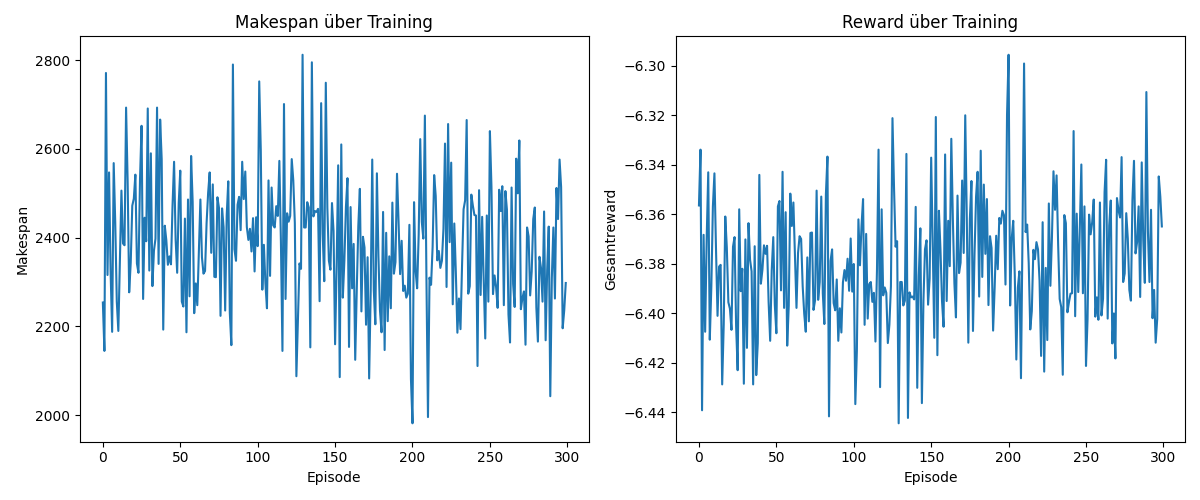 Makespan über Training
Makespan
2800
2600
2400
2200
2000
0 50 100 150 200 250 300
Episode
Reward über Training
Gesamtreward
−6.30
−6.32
−6.34
−6.36
−6.38
−6.40
−6.42
−6.44
0 50 100 150 200 250 300
Episode